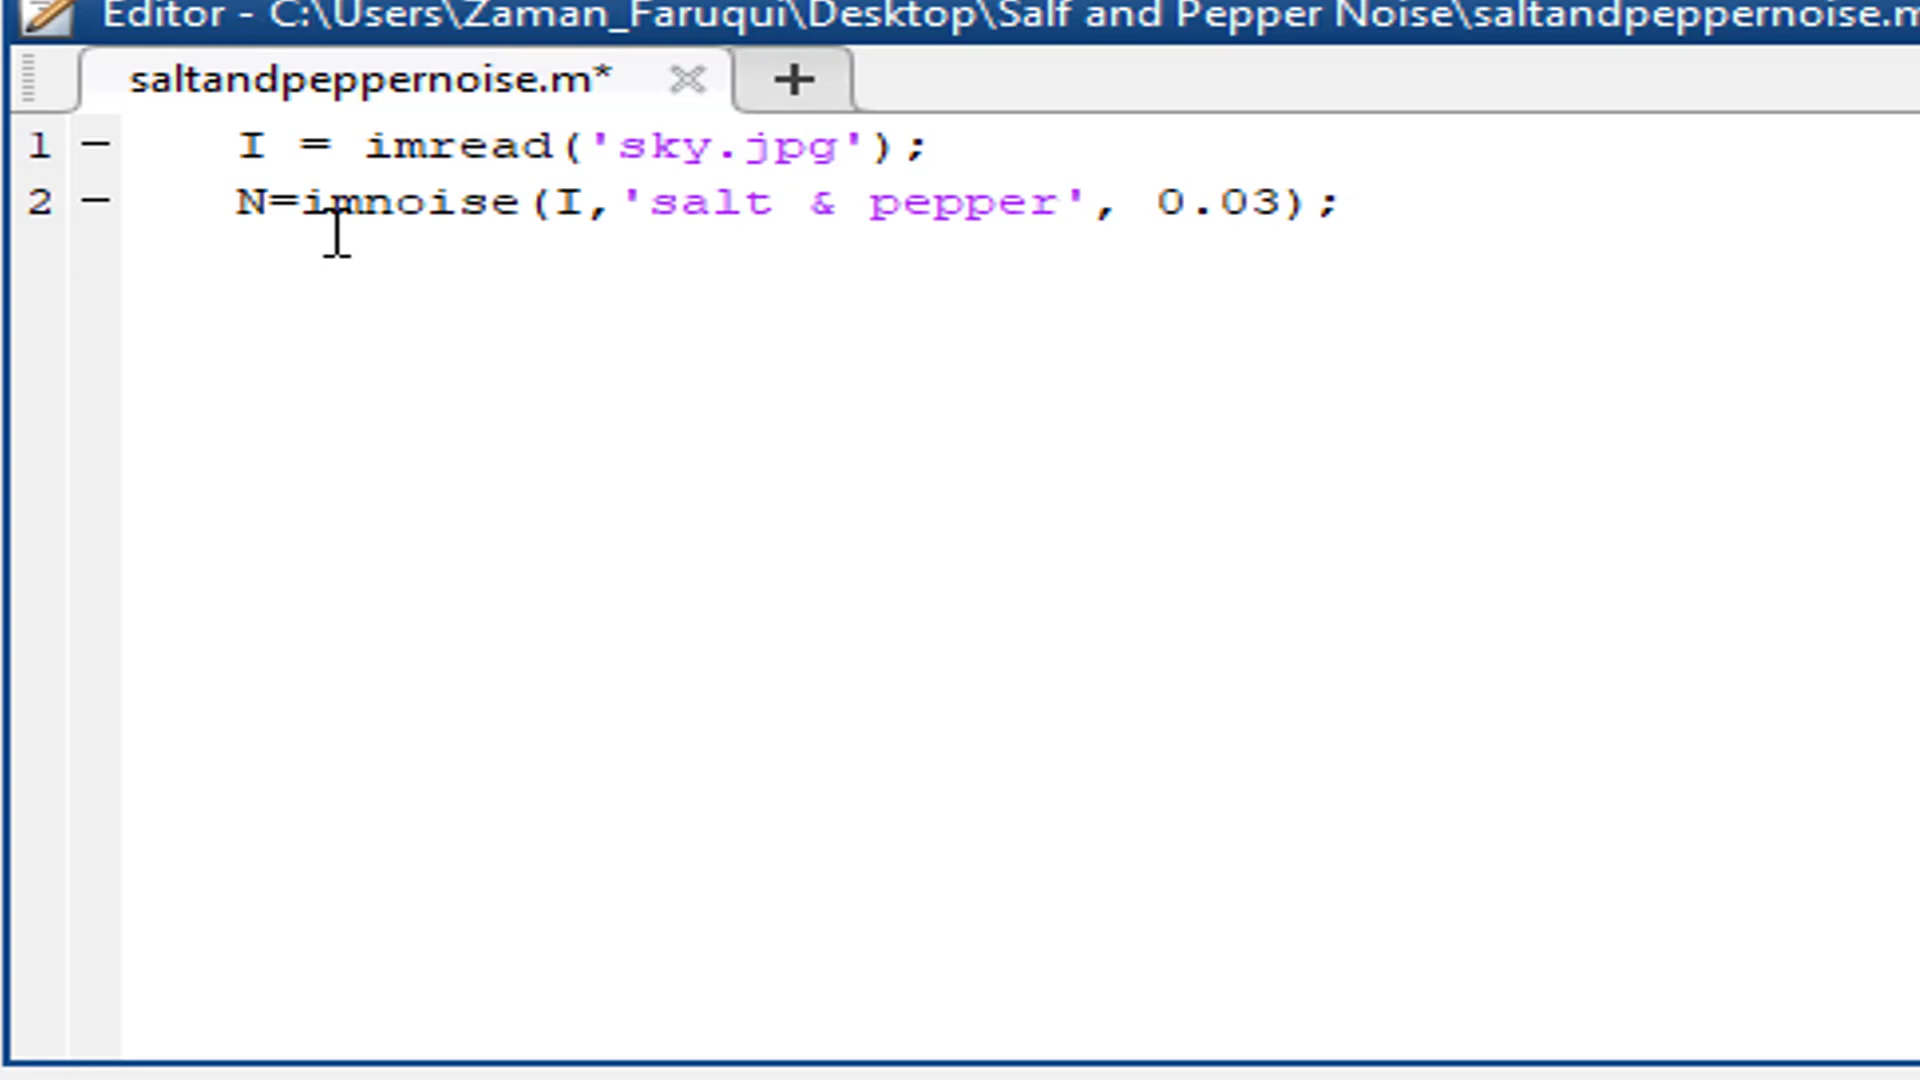 Editor - C:\Users\Zaman_Faruqui\Desktop\Salf and Pepper Noise\saltandpeppernoise.m
saltandpeppernoise.m*
1 I = imread('sky.jpg');
2 N=imnoise(I,'salt & pepper', 0.03);